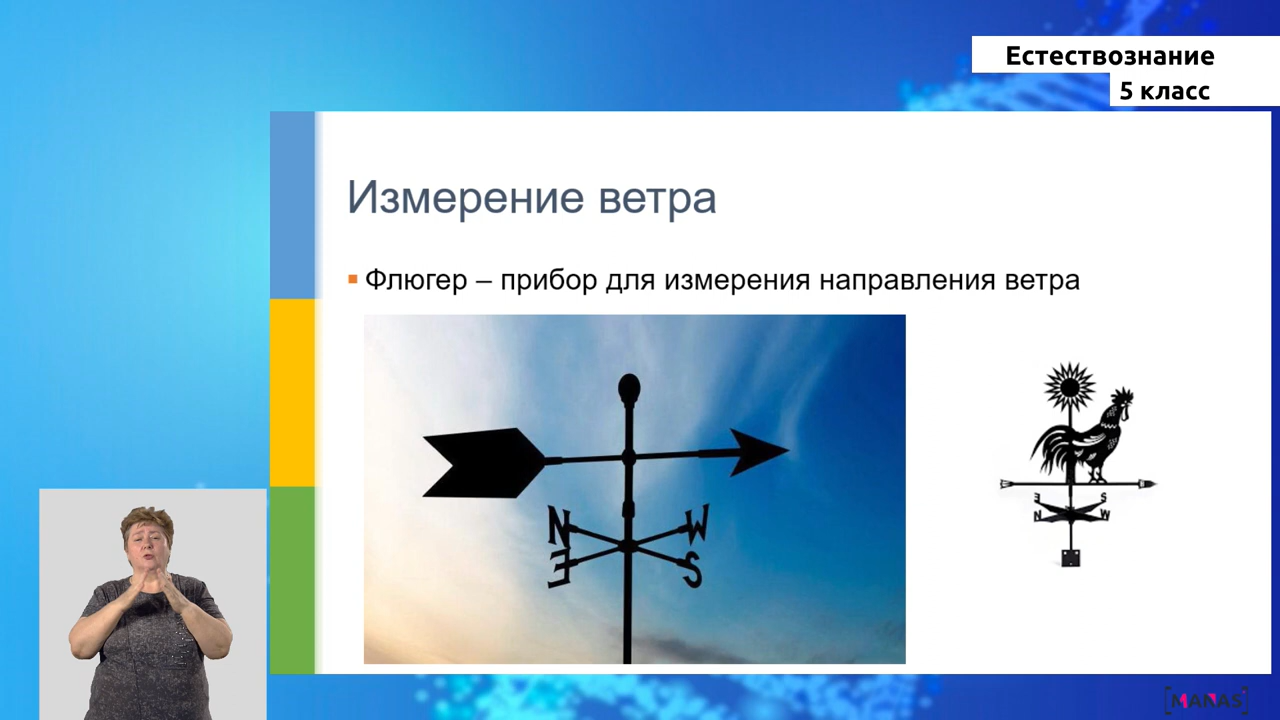 Естествознание
5 класс
Измерение ветра
Флюгер – прибор для измерения направления ветра
N W
E S
E S
N W
[MANAS]